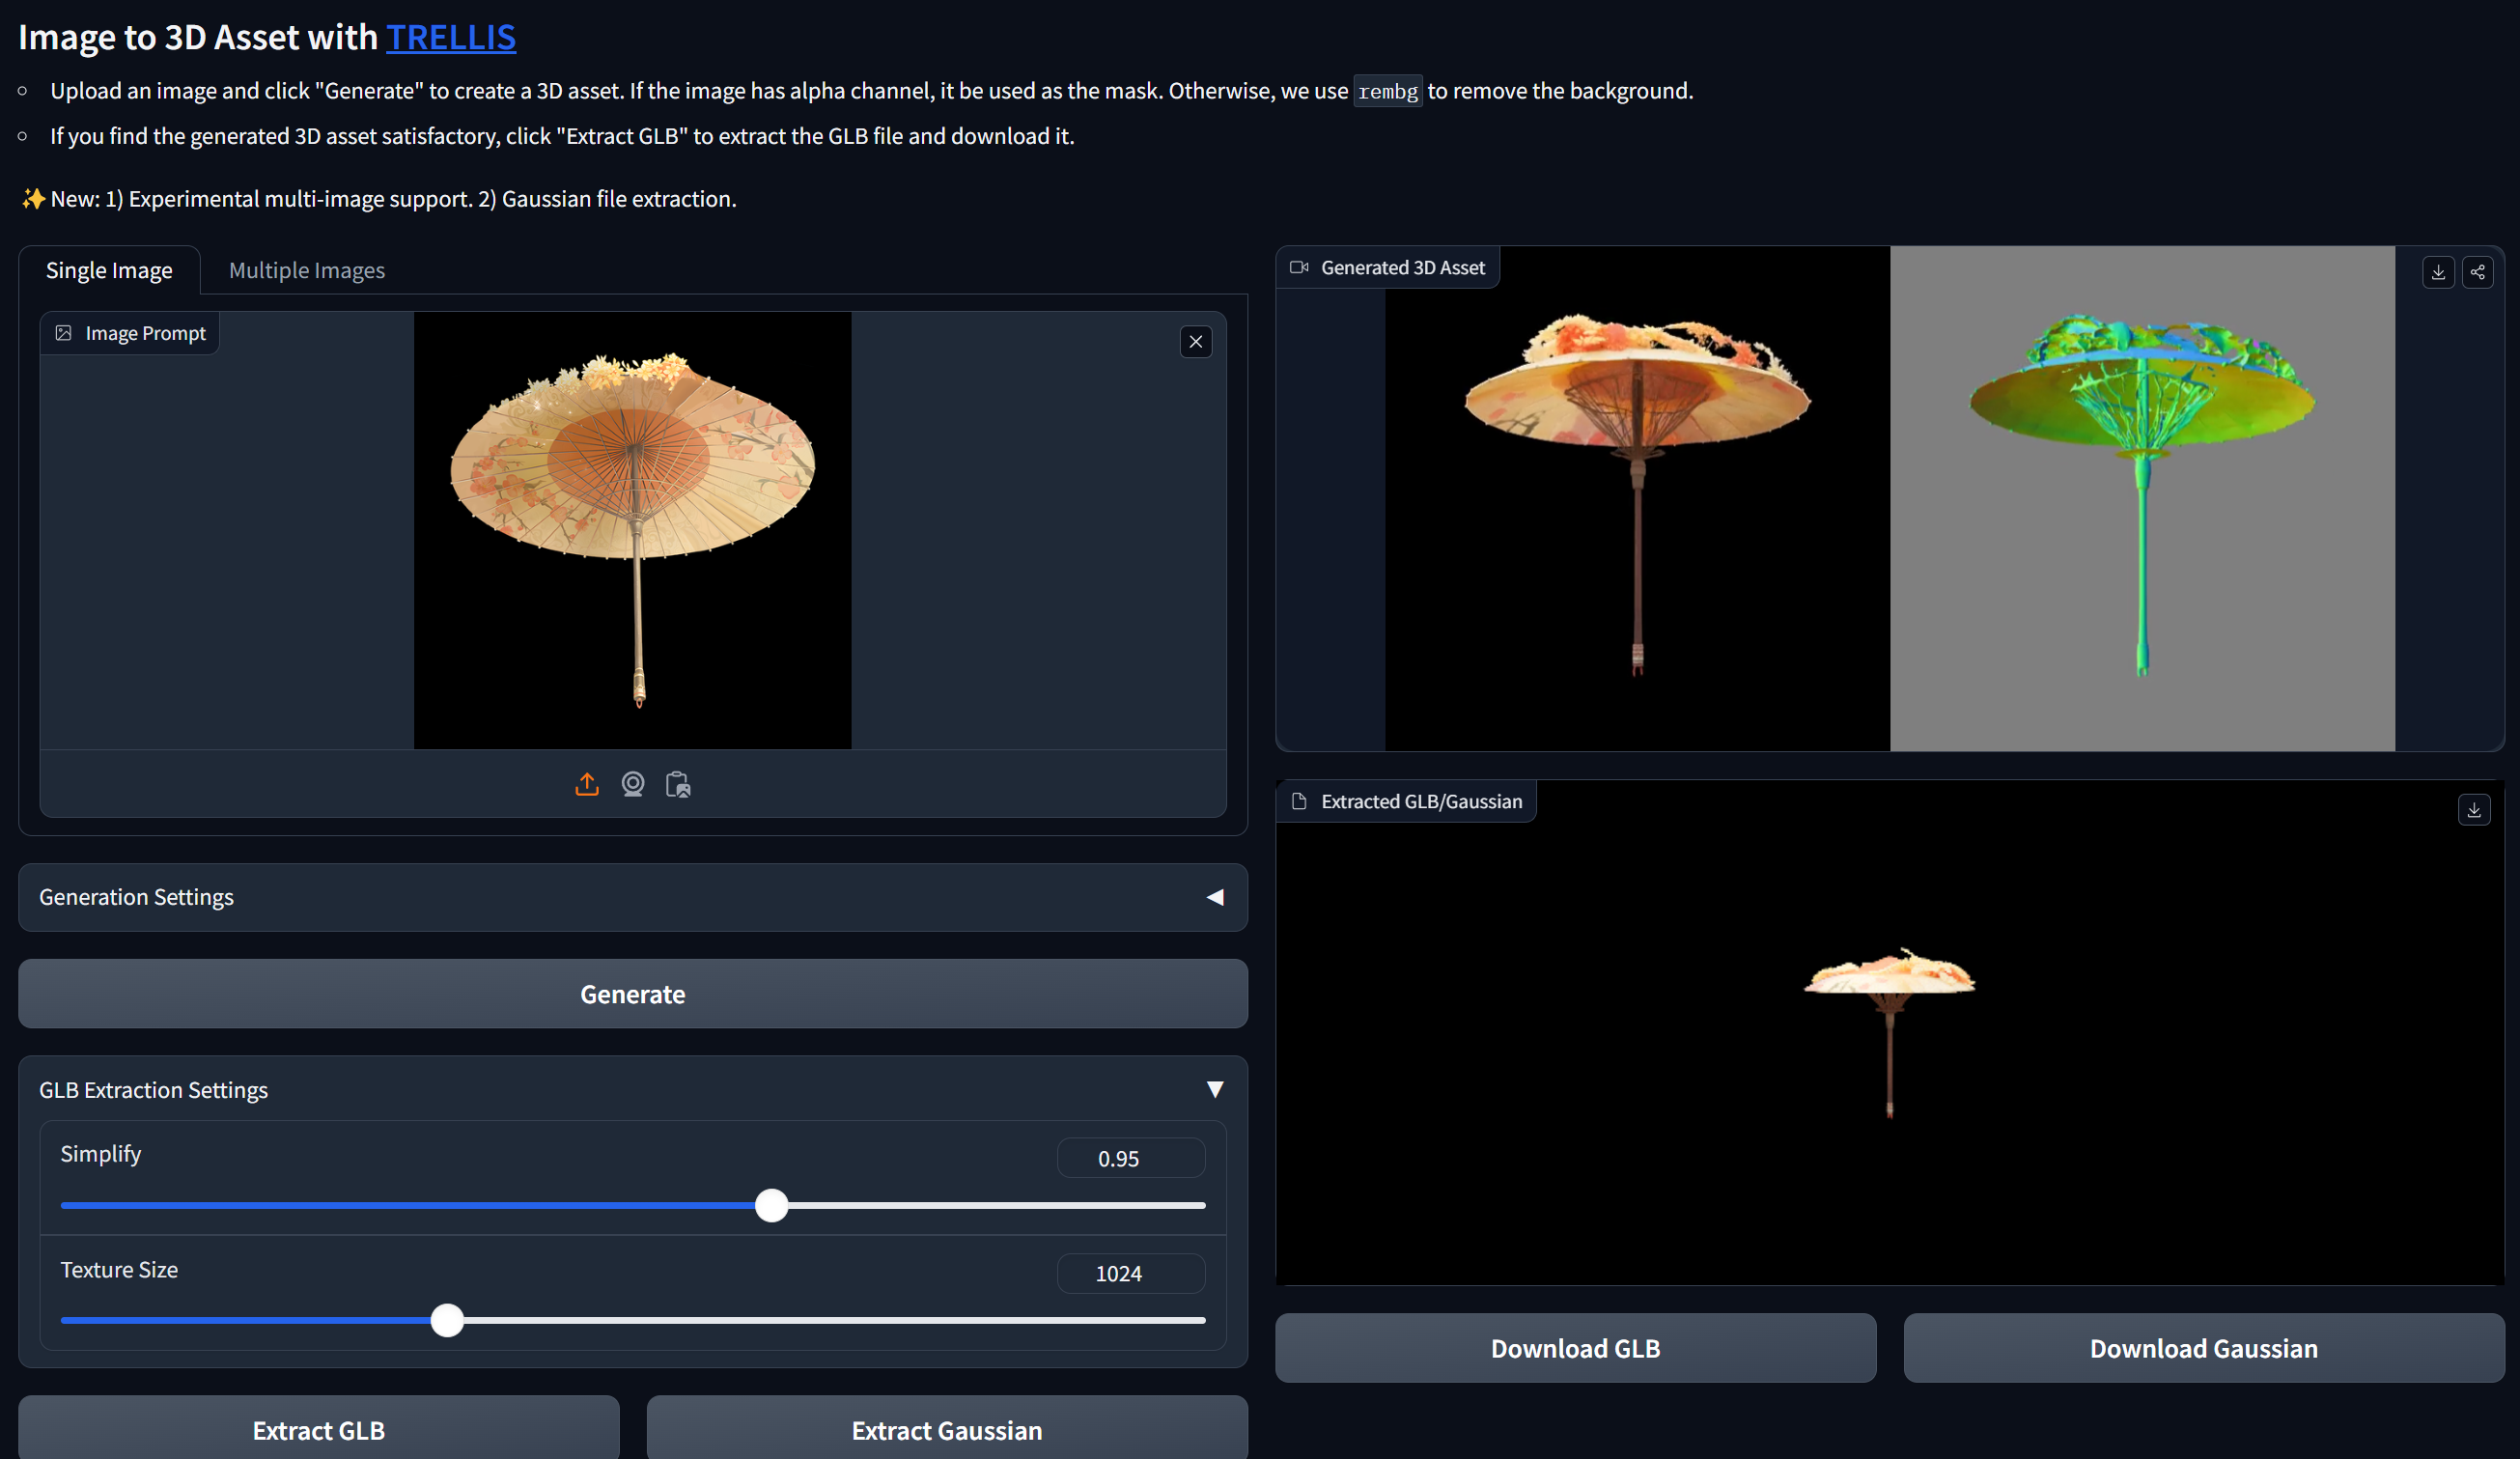 Image to 3D Asset with TRELLIS
Upload an image and click "Generate" to create a 3D asset. If the image has alpha channel, it be used as the mask. Otherwise, we use rembg to remove the background.
If you find the generated 3D asset satisfactory, click "Extract GLB" to extract the GLB file and download it.
✨New: 1) Experimental multi-image support. 2) Gaussian file extraction.
Single Image
Multiple Images
Image Prompt
Generation Settings
Generate
GLB Extraction Settings
Simplify
0.95
Texture Size
1024
Extract GLB
Extract Gaussian
Generated 3D Asset
Extracted GLB/Gaussian
Download GLB
Download Gaussian